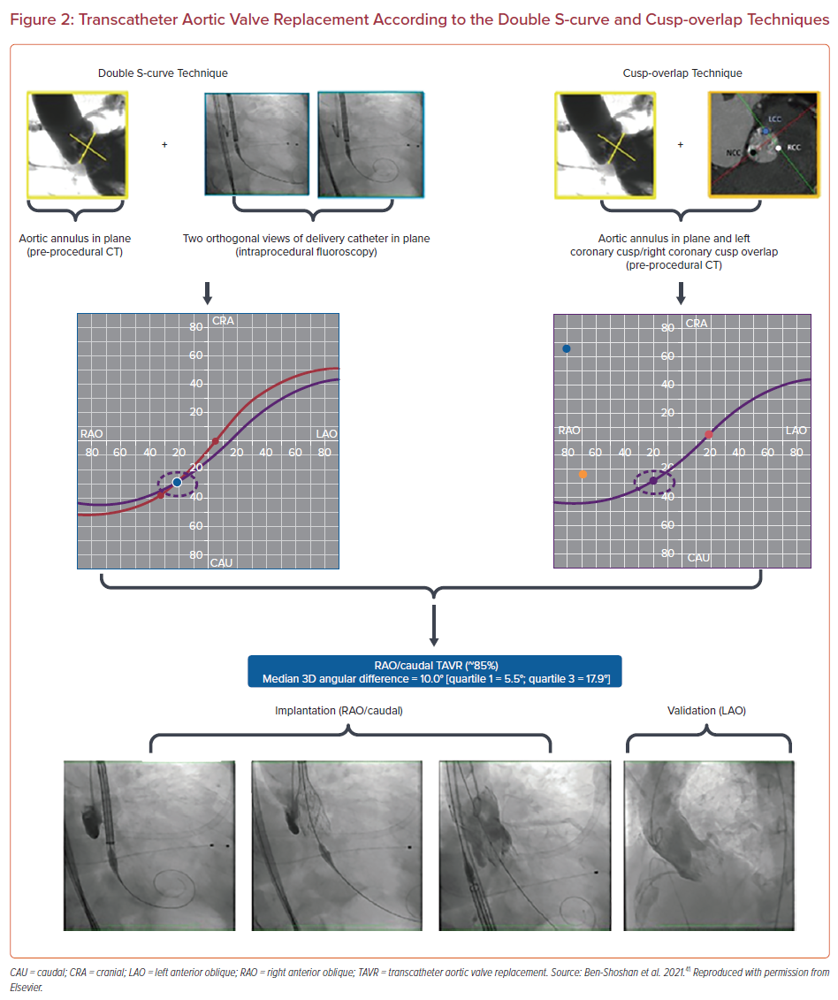 Figure 2: Transcatheter Aortic Valve Replacement According to the Double S-curve and Cusp-overlap Techniques
Double S-curve Technique
Cusp-overlap Technique
+
+
LCC
RCC
NCC
Aortic annulus in plane
(pre-procedural CT)
Two orthogonal views of delivery catheter in plane
(intraprocedural fluoroscopy)
Aortic annulus in plane and left
coronary cusp/right coronary cusp overlap
(pre-procedural CT)
CRA
80
60
40
20
RAO
LAO
80 60 40 20 20 40 60 80
20
40
60
80
CAU
CRA
80
60
40
20
RAO
LAO
80 60 40 20 20 40 60 80
20
40
60
80
CAU
RAO/caudal TAVR (~85%)
Median 3D angular difference = 10.0° [quartile 1 = 5.5°; quartile 3 = 17.9°]
Implantation (RAO/caudal)
Validation (LAO)
CAU = caudal; CRA = cranial; LAO = left anterior oblique; RAO = right anterior oblique; TAVR = transcatheter aortic valve replacement. Source: Ben-Shoshan et al. 2021.⁴¹ Reproduced with permission from
Elsevier.